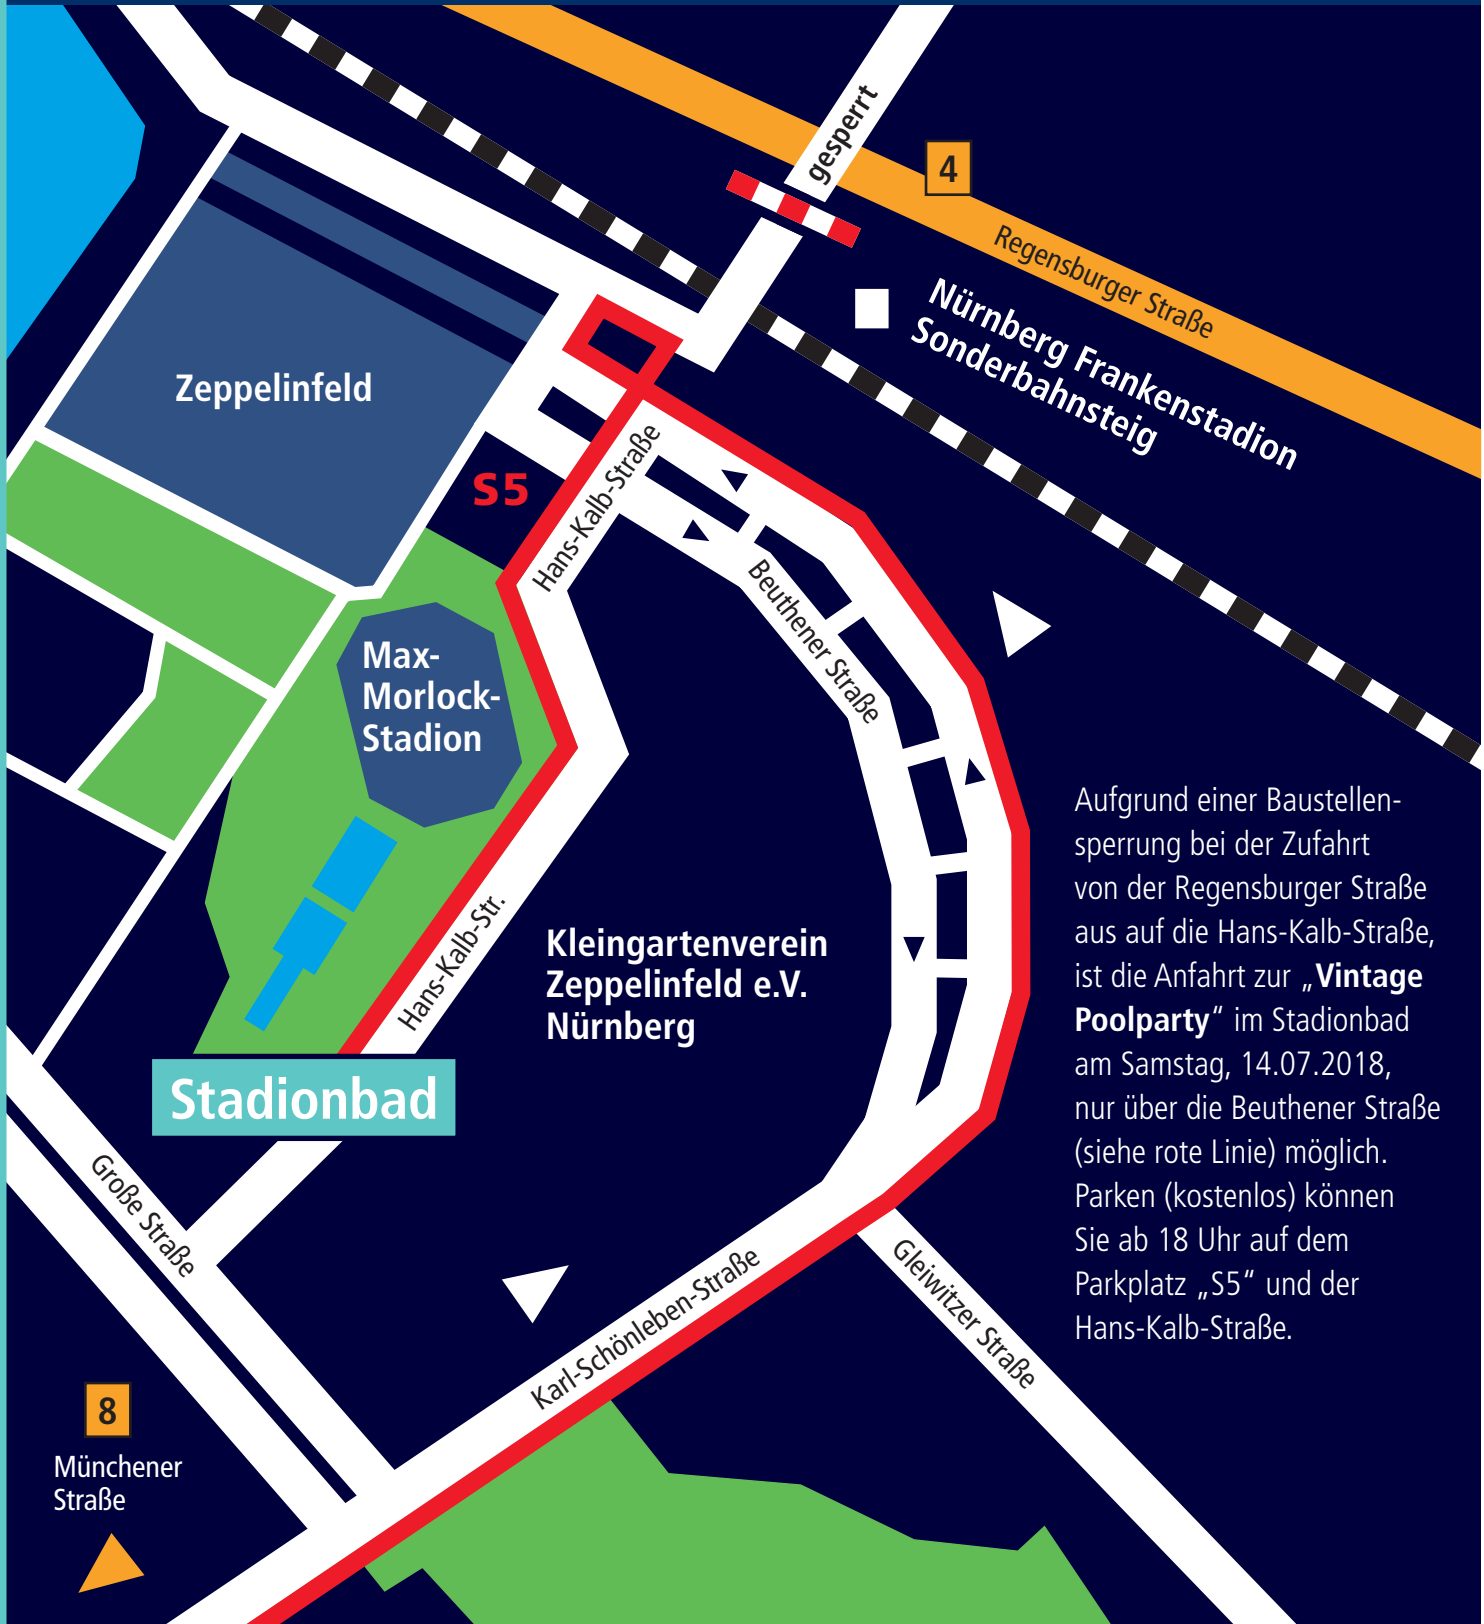 gesperrt
4
Regensburger Straße
Nürnberg Frankenstadion
Sonderbahnsteig
Zeppelinfeld
S5
Hans-Kalb-Straße
Beuthener Straße
Max-
Morlock-
Stadion
Hans-Kalb-Str.
Kleingartenverein
Zeppelinfeld e.V.
Nürnberg
Stadionbad
Große Straße
Karl-Schönleben-Straße
Gleiwitzer Straße
8
Münchener
Straße
Aufgrund einer Baustellen-
sperrung bei der Zufahrt
von der Regensburger Straße
aus auf die Hans-Kalb-Straße,
ist die Anfahrt zur „Vintage
Poolparty“ im Stadionbad
am Samstag, 14.07.2018,
nur über die Beuthener Straße
(siehe rote Linie) möglich.
Parken (kostenlos) können
Sie ab 18 Uhr auf dem
Parkplatz „S5“ und der
Hans-Kalb-Straße.